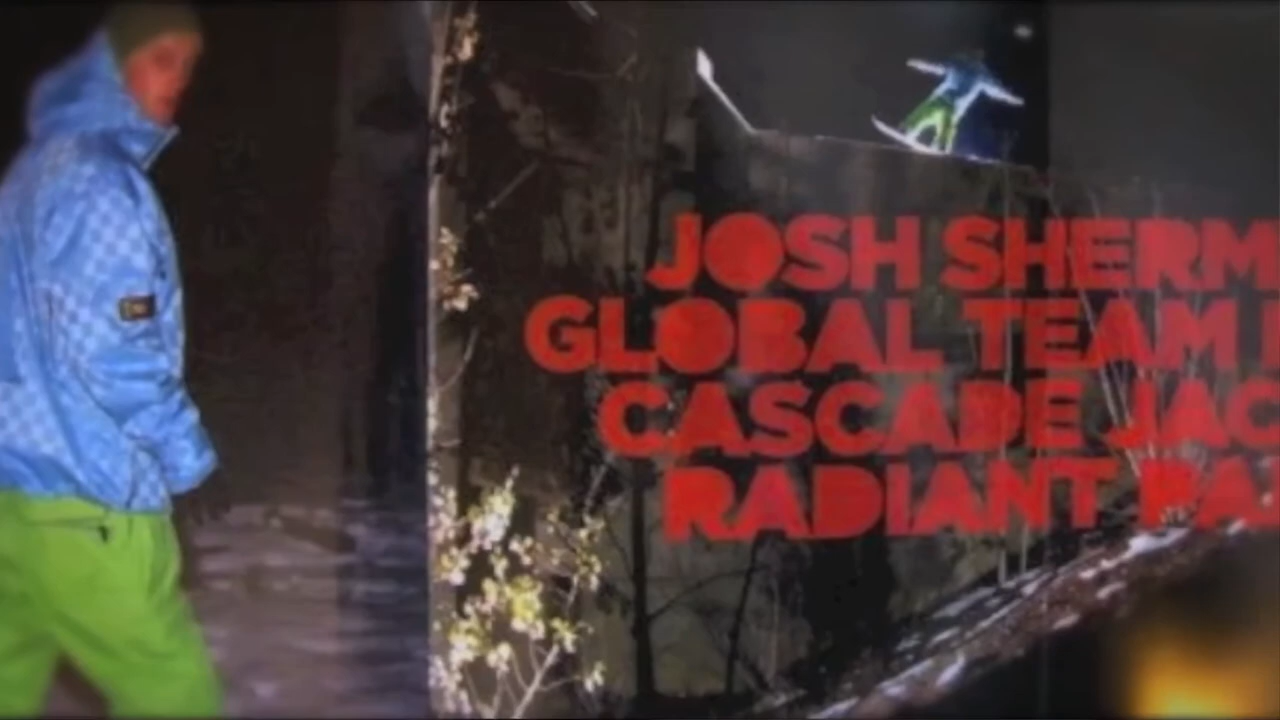 JOSH SHERM
GLOBAL TEAM
CASCADE JAC
RADIANT PA